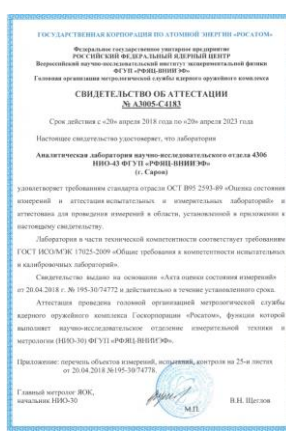 ГОСУДАРСТВЕННАЯ КОРПОРАЦИЯ ПО АТОМНОЙ ЭНЕРГИИ «РОСАТОМ»
Федеральное государственное унитарное предприятие
РОССИЙСКИЙ ФЕДЕРАЛЬНЫЙ ЯДЕРНЫЙ ЦЕНТР
Всероссийский научно-исследовательский институт экспериментальной физики
ФГУП «РФЯЦ-ВНИИЭФ»
Головная организация метрологической службы ядерного оружейного комплекса
СВИДЕТЕЛЬСТВО ОБ АТТЕСТАЦИИ
№ А3005-С4183
Срок действия с «20» апреля 2018 года по «20» апреля 2023 года
Настоящее свидетельство удостоверяет, что лаборатория
Аналитическая лаборатория научно-исследовательского отдела 4306
НИО-43 ФГУП «РФЯЦ-ВНИИЭФ»
(г. Саров)
удовлетворяет требованиям стандарта отрасли ОСТ В95 2593-89 «Оценка состояния
измерений и аттестация испытательных и измерительных лабораторий» и
аттестована для проведения измерений в области, установленной в приложении к
настоящему свидетельству.
Лаборатория в части технической компетентности соответствует требованиям
ГОСТ ИСО/МЭК 17025-2009 «Общие требования к компетентности испытательных
и калибровочных лабораторий».
Свидетельство выдано на основании «Акта оценки состояния измерений»
от 20.04.2018 г. № 195-30/74772 и действительно в течение установленного срока.
Аттестация проведена головной организацией метрологической службы
ядерного оружейного комплекса Госкорпорации «Росатом», функции которой
выполняет научно-исследовательское отделение измерительной техники и
метрологии (НИО-30) ФГУП «РФЯЦ-ВНИИЭФ».
Приложение: перечень объектов измерений, испытаний, контроля на 25-и листах
от 20.04.2018 №195-30/74778.
Главный метролог ЯОК,
начальник НИО-30
В.Н. Щеглов
М.П.